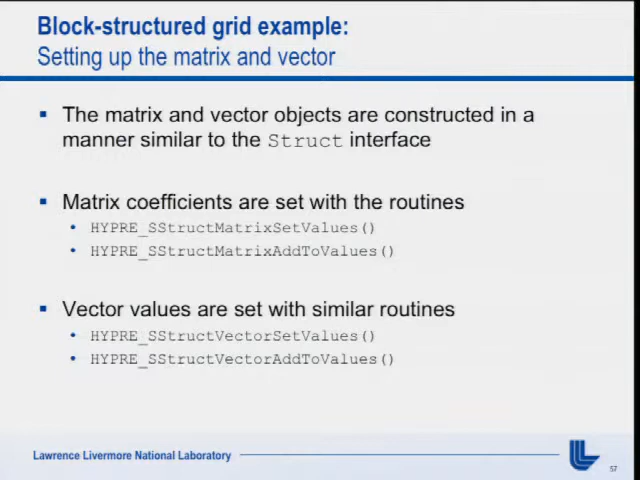 Block-structured grid example:
Setting up the matrix and vector
▪ The matrix and vector objects are constructed in a
manner similar to the Struct interface
▪ Matrix coefficients are set with the routines
• HYPRE_SStructMatrixSetValues()
• HYPRE_SStructMatrixAddToValues()
▪ Vector values are set with similar routines
• HYPRE_SStructVectorSetValues()
• HYPRE_SStructVectorAddToValues()
Lawrence Livermore National Laboratory
57